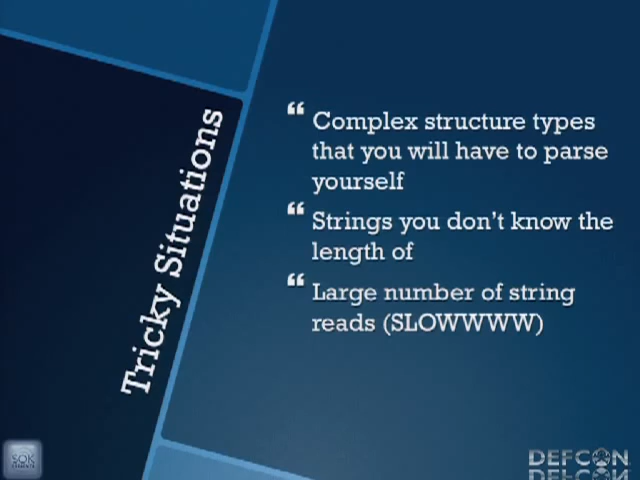 Tricky Situations
“ Complex structure types
that you will have to parse
yourself
“ Strings you don't know the
length of
“ Large number of string
reads (SLOWWWW)
SOK
DEFCON